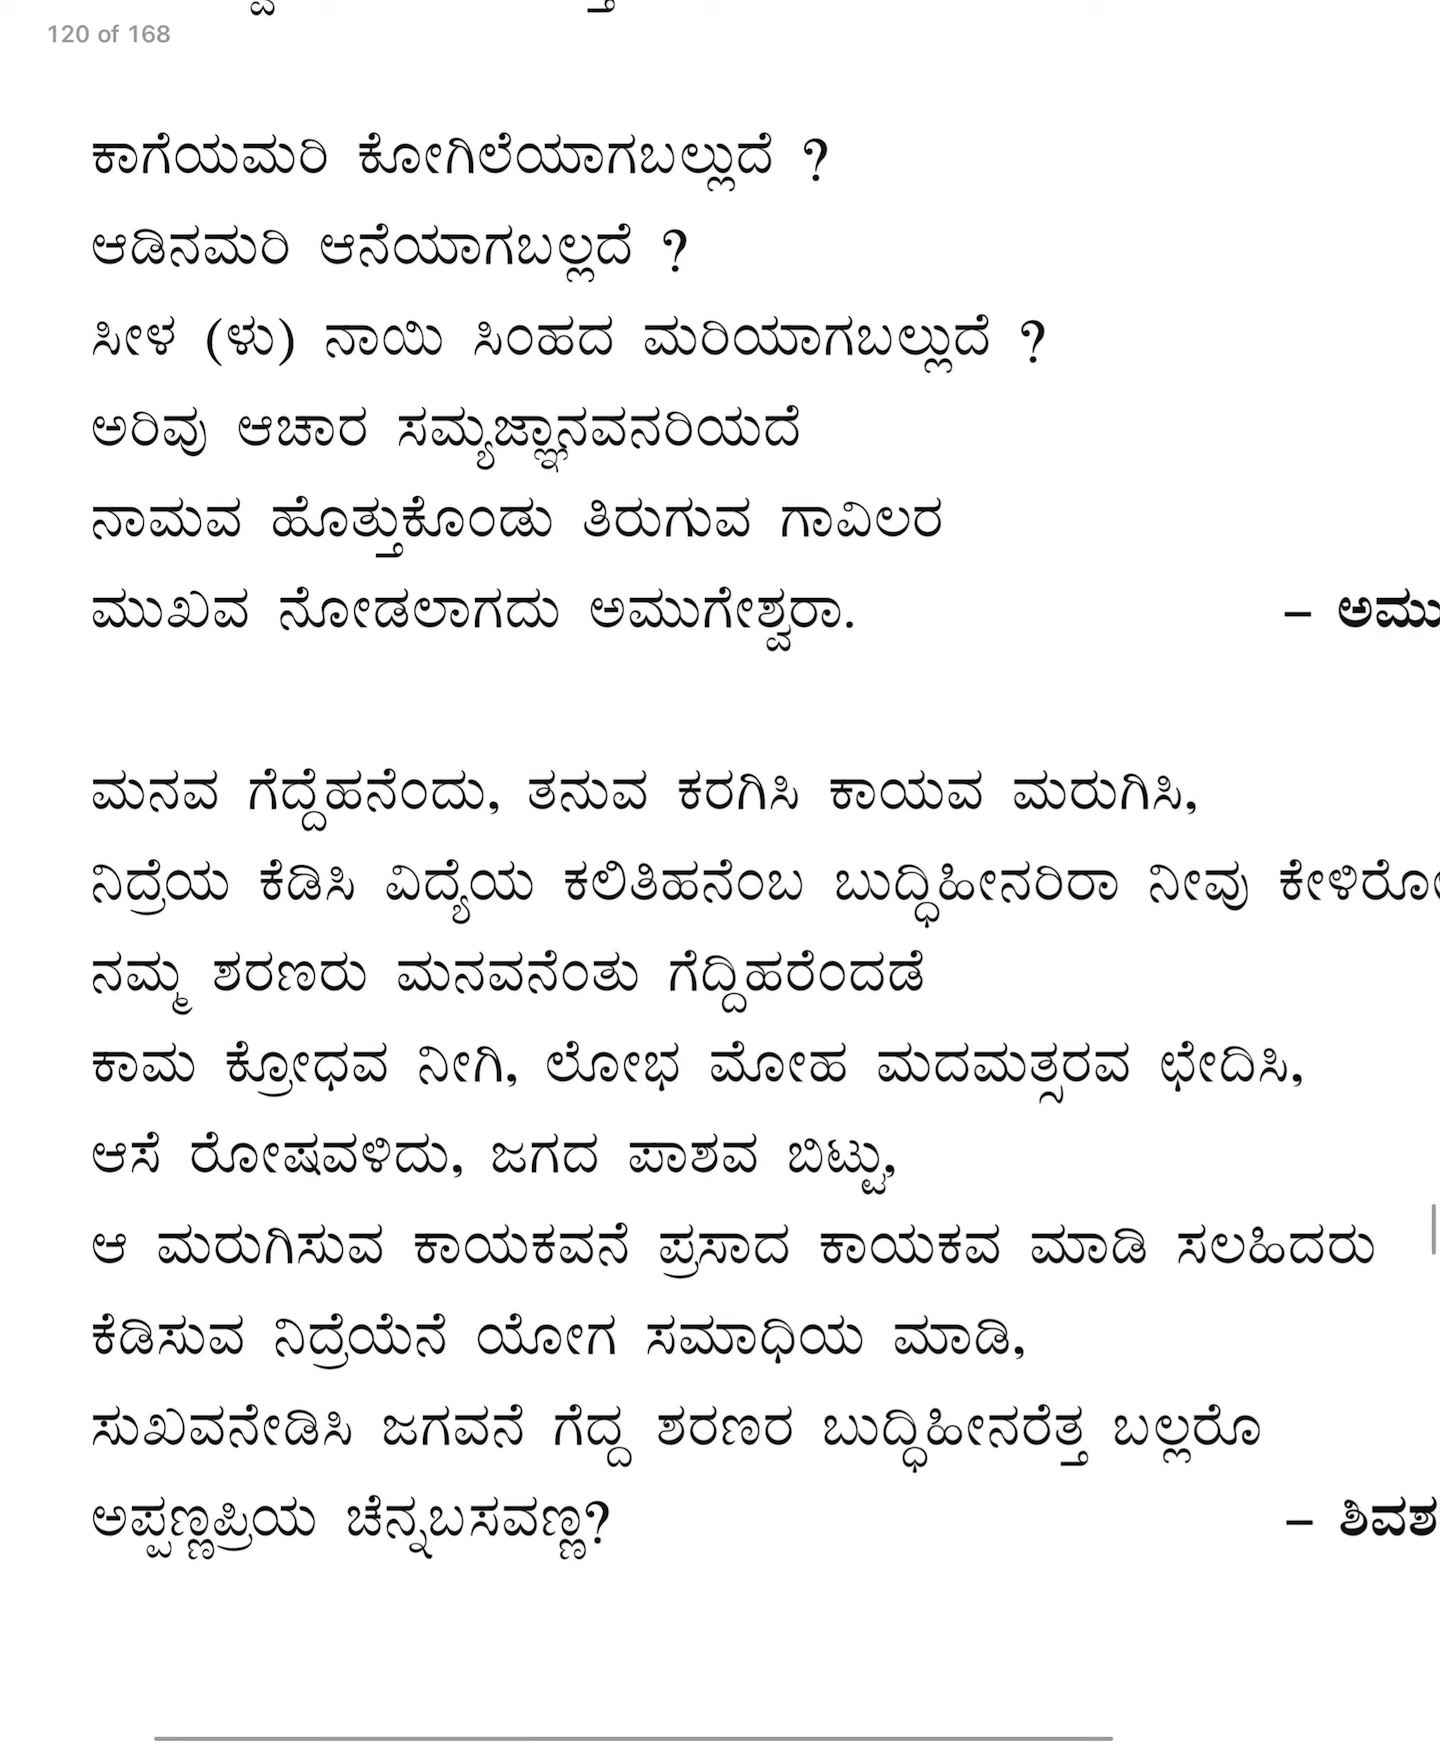 120 of 168
ಕಾಗೆಯಮರಿ ಕೋಗಿಲೆಯಾಗಬಲ್ಲುದೆ ?
ಆಡಿನಮರಿ ಆನೆಯಾಗಬಲ್ಲದೆ ?
ಸೀಳ (ಳು) ನಾಯಿ ಸಿಂಹದ ಮರಿಯಾಗಬಲ್ಲುದೆ ?
ಅರಿವು ಆಚಾರ ಸಮ್ಯಜ್ಞಾನವನರಿಯದೆ
ನಾಮವ ಹೊತ್ತುಕೊಂಡು ತಿರುಗುವ ಗಾವಿಲರ
ಮುಖವ ನೋಡಲಾಗದು ಅಮುಗೇಶ್ವರಾ. – ಅಮು
ಮನವ ಗೆದ್ದೆಹನೆಂದು, ತನುವ ಕರಗಿಸಿ ಕಾಯವ ಮರುಗಿಸಿ,
ನಿದ್ರೆಯ ಕೆಡಿಸಿ ವಿದ್ಯೆಯ ಕಲಿತಿಹನೆಂಬ ಬುದ್ಧಿಹೀನರಿರಾ ನೀವು ಕೇಳಿರೋ
ನಮ್ಮ ಶರಣರು ಮನವನೆಂತು ಗೆದ್ದಿಹರೆಂದಡೆ
ಕಾಮ ಕ್ರೋಧವ ನೀಗಿ, ಲೋಭ ಮೋಹ ಮದಮತ್ಸರವ ಛೇದಿಸಿ,
ಆಸೆ ರೋಷವಳಿದು, ಜಗದ ಪಾಶವ ಬಿಟ್ಟು,
ಆ ಮರುಗಿಸುವ ಕಾಯಕವನೆ ಪ್ರಸಾದ ಕಾಯಕವ ಮಾಡಿ ಸಲಹಿದರು
ಕೆಡಿಸುವ ನಿದ್ರೆಯೆನೆ ಯೋಗ ಸಮಾಧಿಯ ಮಾಡಿ,
ಸುಖವನೇಡಿಸಿ ಜಗವನೆ ಗೆದ್ದ ಶರಣರ ಬುದ್ಧಿಹೀನರೆತ್ತ ಬಲ್ಲರೊ
ಅಪ್ಪಣ್ಣಪ್ರಿಯ ಚೆನ್ನಬಸವಣ್ಣ? – ಶಿವಶ